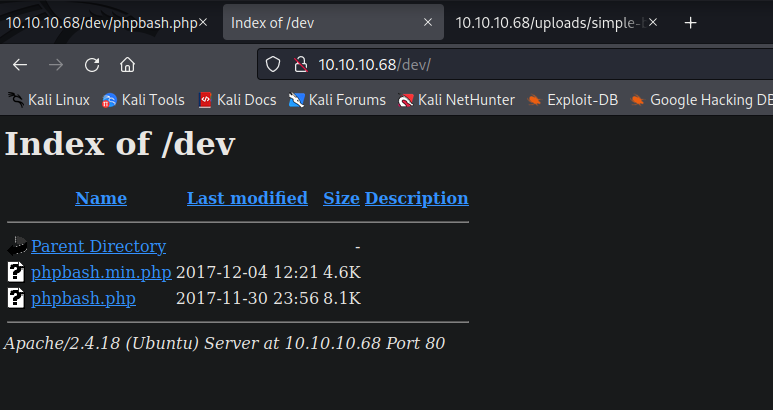 10.10.10.68/dev/phpbash.php
Index of /dev
10.10.10.68/uploads/simple-
10.10.10.68/dev/
Kali Linux
Kali Tools
Kali Docs
Kali Forums
Kali NetHunter
Exploit-DB
Google Hacking DB
Index of /dev
Name Last modified Size Description
Parent Directory -
phpbash.min.php 2017-12-04 12:21 4.6K
phpbash.php 2017-11-30 23:56 8.1K
Apache/2.4.18 (Ubuntu) Server at 10.10.10.68 Port 80